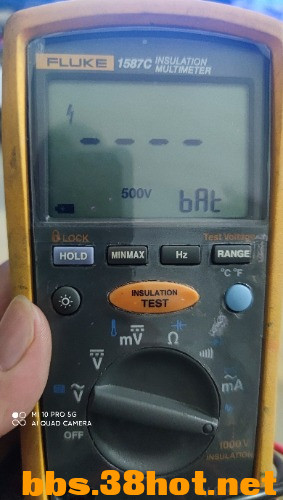 FLUKE 1587C INSULATION MULTIMETER
- - - -
500V bAt
LOCK Test Voltage
HOLD MINMAX Hz RANGE
°C °F
INSULATION TEST
mV Ω
V
V mA
OFF
1000V
INSULATION
MI 10 PRO 5G
AI QUAD CAMERA
bbs.38hot.net